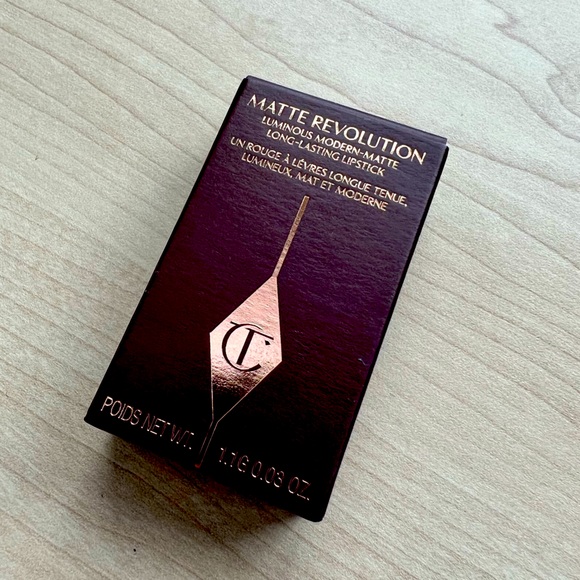 MATTE REVOLUTION
LUMINOUS MODERN-MATTE
LONG-LASTING LIPSTICK
UN ROUGE À LÈVRES LONGUE TENUE,
LUMINEUX, MAT ET MODERNE
CT
POIDS NET WT. 1.1G 0.03 OZ.